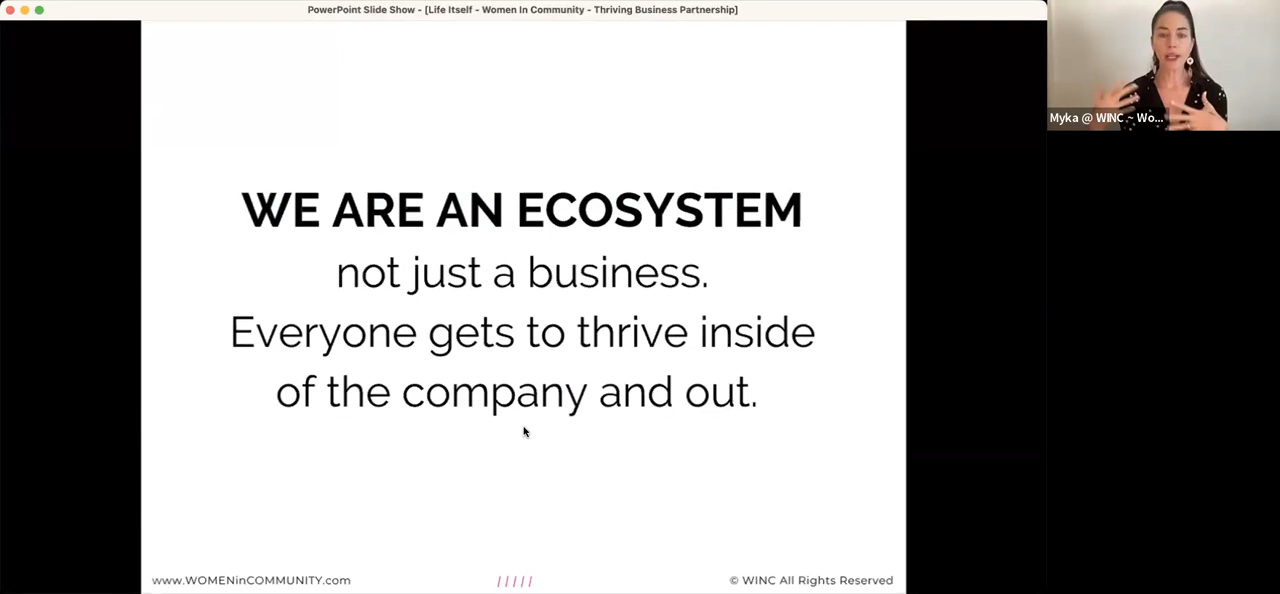 PowerPoint Slide Show - [Life Itself - Women In Community - Thriving Business Partnership]
Myka @ WINC ~ Wo...
WE ARE AN ECOSYSTEM
not just a business.
Everyone gets to thrive inside
of the company and out.
www.WOMENinCOMMUNITY.com
/ / / / /
© WINC All Rights Reserved